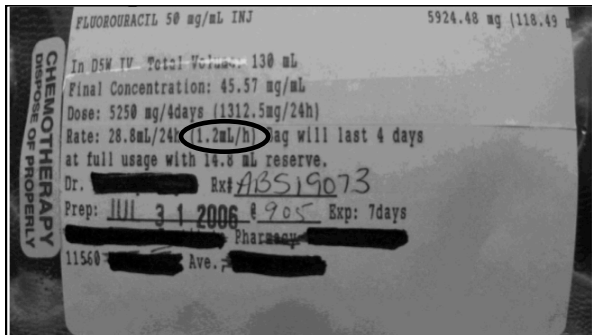 FLUOROURACIL 50 mg/mL INJ 5924.48 mg (118.49
In D5W IV Total Volume: 130 mL
Final Concentration: 45.57 mg/mL
Dose: 5250 mg/4days (1312.5mg/24h)
Rate: 28.8mL/24h (1.2mL/h) Bag will last 4 days
at full usage with 14.8 mL reserve.
Dr. Rx# ABS19073
Prep: JUL 31 2006 @ 905 Exp: 7days
Pharmacy
11560 Ave.,
CHEMOTHERAPY
DISPOSE OF PROPERLY